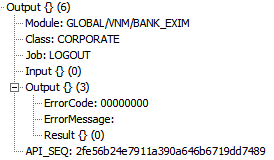 Output {} (6)
Module: GLOBAL/VNM/BANK_EXIM
Class: CORPORATE
Job: LOGOUT
Input {} (0)
Output {} (3)
ErrorCode: 00000000
ErrorMessage:
Result {} (0)
API_SEQ: 2fe56b24e7911a390a646b6719dd7489